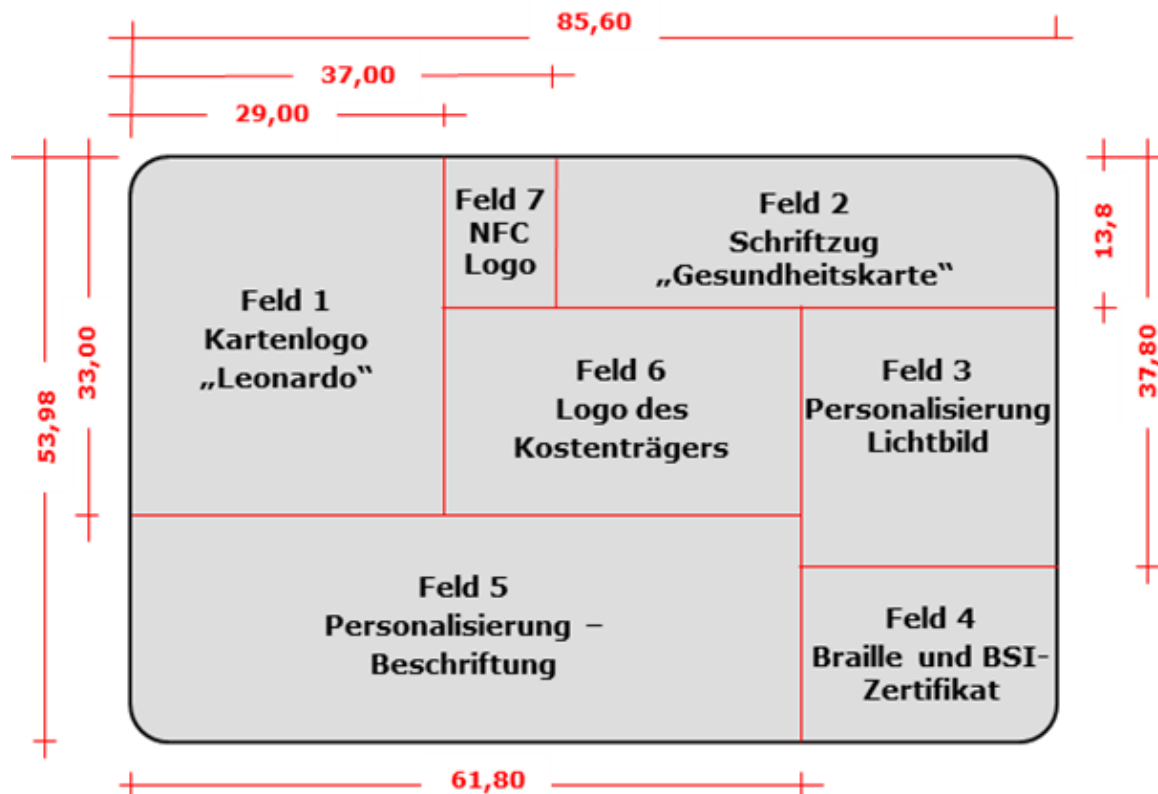 85,60
37,00
29,00
Feld 7
NFC
Logo
Feld 2
Schriftzug
„Gesundheitskarte“
13,8
37,80
53,98
33,00
Feld 1
Kartenlogo
„Leonardo“
Feld 6
Logo des
Kostenträgers
Feld 3
Personalisierung
Lichtbild
Feld 5
Personalisierung –
Beschriftung
Feld 4
Braille und BSI-
Zertifikat
61,80